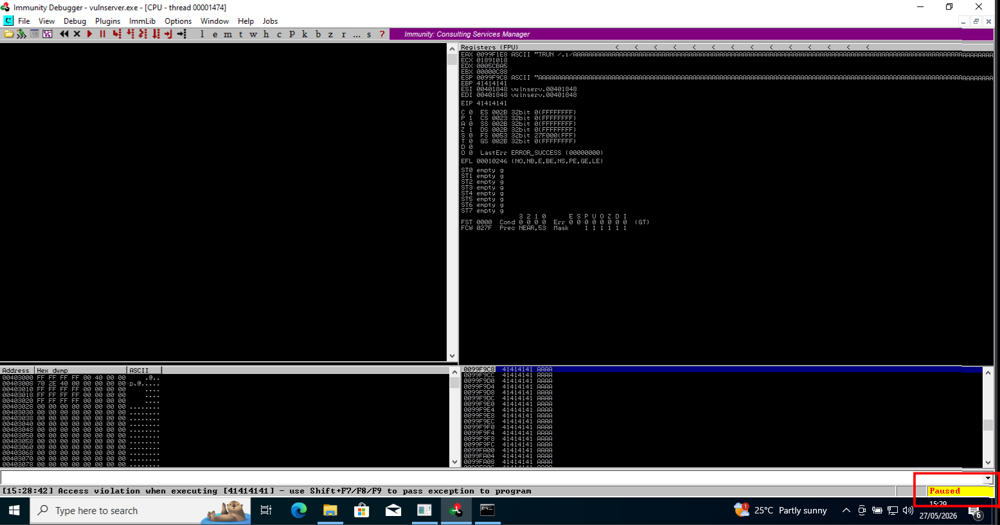 Immunity Debugger - vulnserver.exe - [CPU - thread 00001474]
C File View Debug Plugins ImmLib Options Window Help Jobs
l e m t w h c p k b z r ... s ? Immunity: Consulting Services Manager
Registers (FPU) < < < < < < < < < < < < < <
EAX 0099F1E8 ASCII "TRUN /.:/
ECX 01891018
EDX 0005CBA5
EBX 00000C88
ESP 0099F9C8 ASCII
EBP 41414141
ESI 00401848 vulnserv.00401848
EDI 00401848 vulnserv.00401848
EIP 41414141
C 0 ES 002B 32bit 0(FFFFFFFF)
P 1 CS 0023 32bit 0(FFFFFFFF)
A 0 SS 002B 32bit 0(FFFFFFFF)
Z 1 DS 002B 32bit 0(FFFFFFFF)
S 0 FS 0053 32bit 27F000(FFF)
T 0 GS 002B 32bit 0(FFFFFFFF)
D 0
O 0 LastErr ERROR_SUCCESS (00000000)
EFL 00010246 (NO,NB,E,BE,NS,PE,GE,LE)
ST0 empty g
ST1 empty g
ST2 empty g
ST3 empty g
ST4 empty g
ST5 empty g
ST6 empty g
ST7 empty g
3 2 1 0 E S P U O Z D I
FST 0000 Cond 0 0 0 0 Err 0 0 0 0 0 0 0 0 (GT)
FCW 027F Prec NEAR,53 Mask 1 1 1 1 1 1
Address Hex dump ASCII
00403000 FF FF FF FF 00 40 00 00 .@..
00403008 70 2E 40 00 00 00 00 00 p.@.....
00403010 FF FF FF FF 00 00 00 00 ....
00403018 FF FF FF FF 00 00 00 00 ....
00403020 FF FF FF FF 00 00 00 00 ....
00403028 00 00 00 00 00 00 00 00 ........
00403030 00 00 00 00 00 00 00 00 ........
00403038 00 00 00 00 00 00 00 00 ........
00403040 00 00 00 00 00 00 00 00 ........
00403048 00 00 00 00 00 00 00 00 ........
00403050 00 00 00 00 00 00 00 00 ........
00403058 00 00 00 00 00 00 00 00 ........
00403060 00 00 00 00 00 00 00 00 ........
00403068 00 00 00 00 00 00 00 00 ........
00403070 00 00 00 00 00 00 00 00 ........
00403078 00 00 00 00 00 00 00 00 ........
0099F9C8 41414141 AAAA
0099F9CC 41414141 AAAA
0099F9D0 41414141 AAAA
0099F9D4 41414141 AAAA
0099F9D8 41414141 AAAA
0099F9DC 41414141 AAAA
0099F9E0 41414141 AAAA
0099F9E4 41414141 AAAA
0099F9E8 41414141 AAAA
0099F9EC 41414141 AAAA
0099F9F0 41414141 AAAA
0099F9F4 41414141 AAAA
0099F9F8 41414141 AAAA
0099F9FC 41414141 AAAA
0099FA00 41414141 AAAA
0099FA04 41414141 AAAA
0099FA08 41414141 AAAA
[15:28:42] Access violation when executing [41414141] - use Shift+F7/F8/F9 to pass exception to program
Paused
Type here to search
1
25°C Partly sunny
15:29
27/05/2026
6